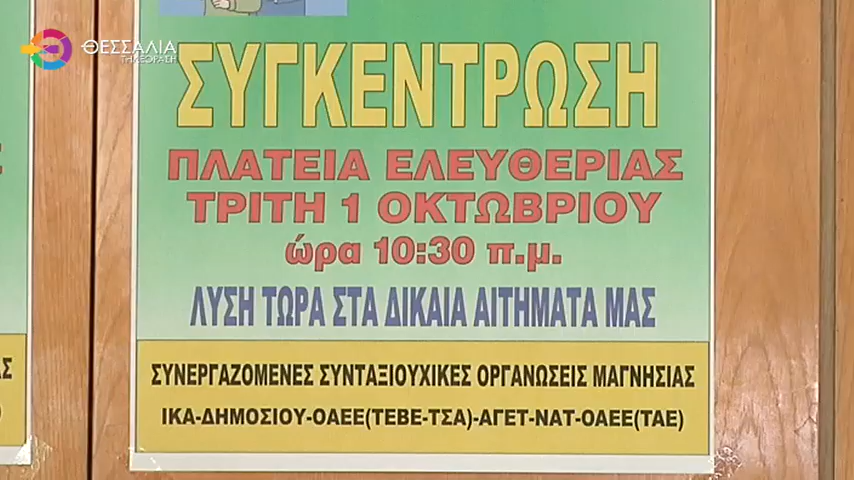 ΘΕΣΣΑΛΙΑ
ΤΗΛΕΟΡΑΣΗ
ΣΥΓΚΕΝΤΡΩΣΗ
ΠΛΑΤΕΙΑ ΕΛΕΥΘΕΡΙΑΣ
ΤΡΙΤΗ 1 ΟΚΤΩΒΡΙΟΥ
ώρα 10:30 π.μ.
ΛΥΣΗ ΤΩΡΑ ΣΤΑ ΔΙΚΑΙΑ ΑΙΤΗΜΑΤΑ ΜΑΣ
ΣΥΝΕΡΓΑΖΟΜΕΝΕΣ ΣΥΝΤΑΞΙΟΥΧΙΚΕΣ ΟΡΓΑΝΩΣΕΙΣ ΜΑΓΝΗΣΙΑΣ
ΙΚΑ-ΔΗΜΟΣΙΟΥ-ΟΑΕΕ(ΤΕΒΕ-ΤΣΑ)-ΑΓΕΤ-ΝΑΤ-ΟΑΕΕ(ΤΑΕ)